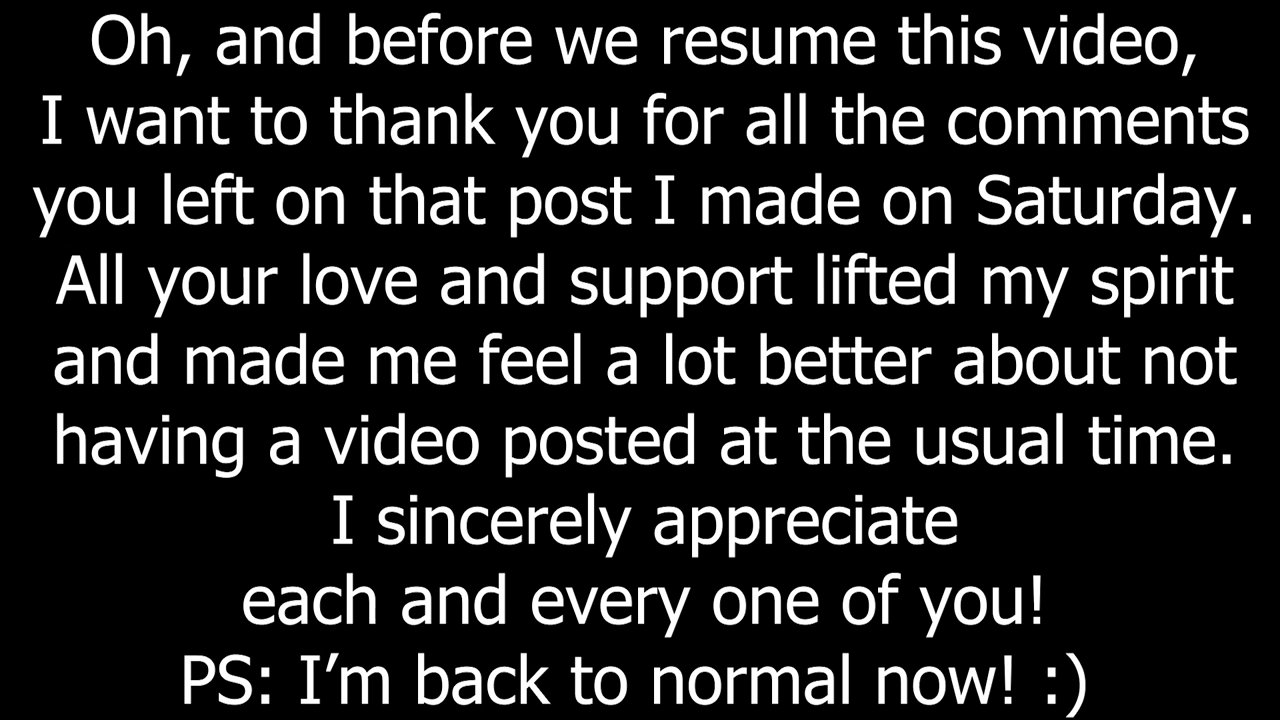 Oh, and before we resume this video,
I want to thank you for all the comments
you left on that post I made on Saturday.
All your love and support lifted my spirit
and made me feel a lot better about not
having a video posted at the usual time.
I sincerely appreciate
each and every one of you!
PS: I’m back to normal now! :)